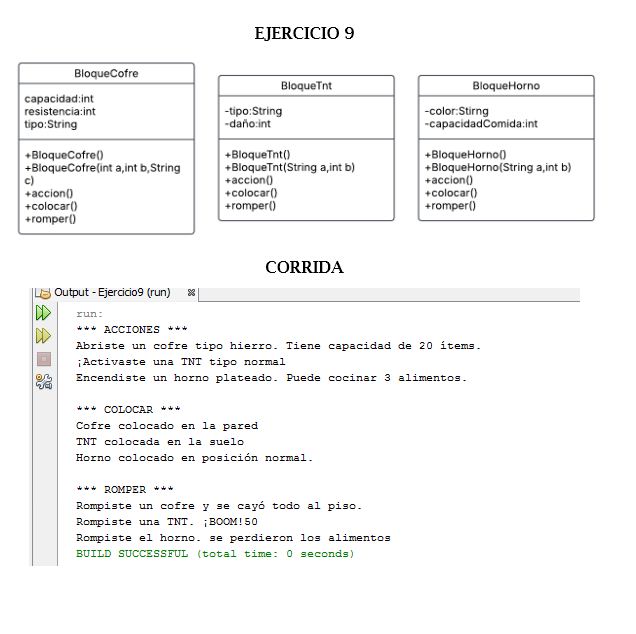 EJERCICIO 9
BloqueCofre
capacidad:int
resistencia:int
tipo:String
+BloqueCofre()
+BloqueCofre(int a,int b,String
c)
+accion()
+colocar()
+romper()
BloqueTnt
-tipo:String
-daño:int
+BloqueTnt()
+BloqueTnt(String a,int b)
+accion()
+colocar()
+romper()
BloqueHorno
-color:Stirng
-capacidadComida:int
+BloqueHorno()
+BloqueHorno(String a,int b)
+accion()
+colocar()
+romper()
CORRIDA
Output - Ejercicio9 (run)
run:
*** ACCIONES ***
Abriste un cofre tipo hierro. Tiene capacidad de 20 ítems.
¡Activaste una TNT tipo normal
Encendiste un horno plateado. Puede cocinar 3 alimentos.
*** COLOCAR ***
Cofre colocado en la pared
TNT colocada en la suelo
Horno colocado en posición normal.
*** ROMPER ***
Rompiste un cofre y se cayó todo al piso.
Rompiste una TNT. ¡BOOM!50
Rompiste el horno. se perdieron los alimentos
BUILD SUCCESSFUL (total time: 0 seconds)